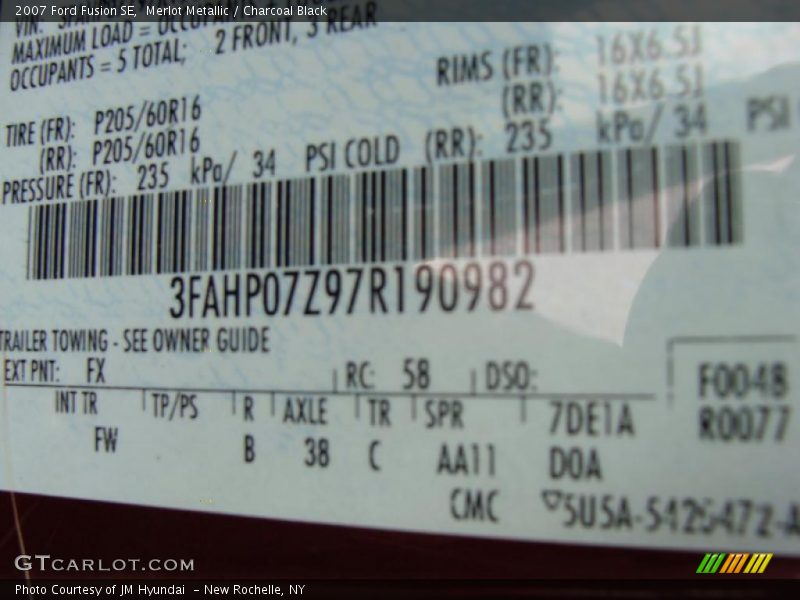 2007 Ford Fusion SE, Merlot Metallic / Charcoal Black
MAXIMUM LOAD = OCCUPANTS
OCCUPANTS = 5 TOTAL; 2 FRONT, 3 REAR
RIMS (FR): 16X6.5J
(RR): 16X6.5J
TIRE (FR): P205/60R16
(RR): P205/60R16
PRESSURE (FR): 235 kPa/ 34 PSI COLD (RR): 235 kPa/ 34 PSI
3FAHP07Z97R190982
TRAILER TOWING - SEE OWNER GUIDE
EXT PNT: FX RC: 58 DSO: F0048
INT TR TP/PS R AXLE TR SPR 7DE1A R0077
FW B 38 C AA11 D0A
CMC 5U5A-5426472-A
GTCARLOT.COM
Photo Courtesy of JM Hyundai - New Rochelle, NY